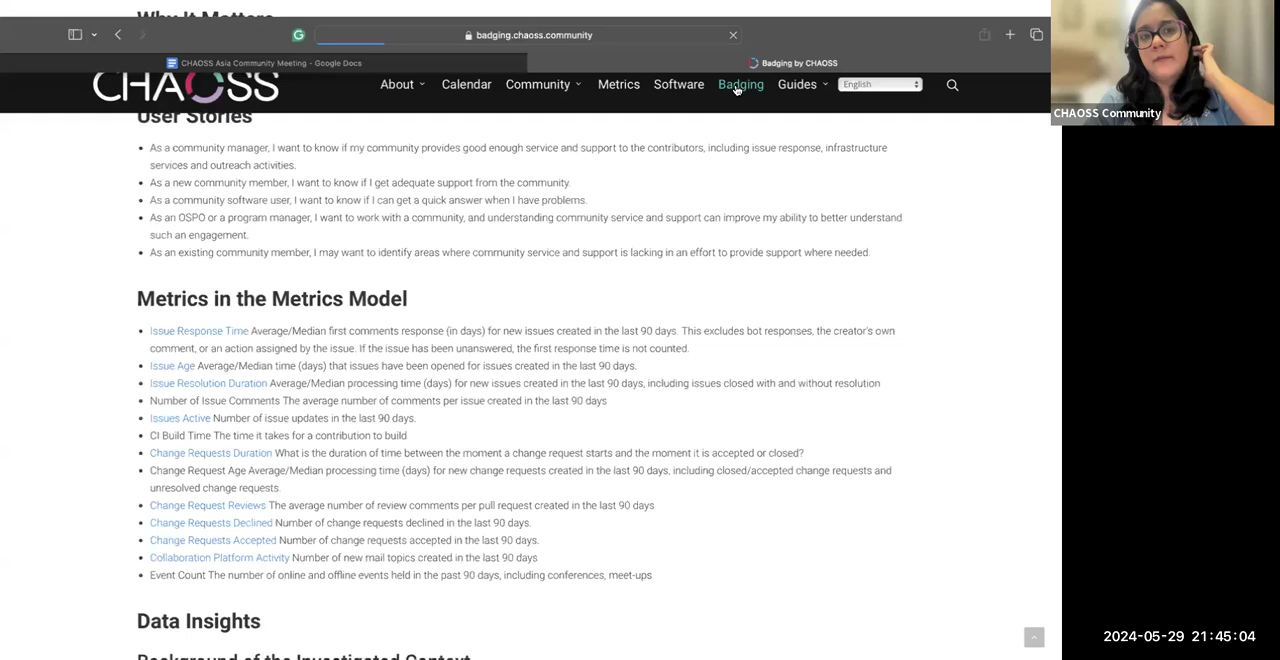 Why It Matters
badging.chaoss.community
CHAOSS Asia Community Meeting - Google Docs
Badging by CHAOSS
CHAOSS
About
Calendar
Community
Metrics
Software
Badging
Guides
English
CHAOSS Community
User Stories
As a community manager, I want to know if my community provides good enough service and support to the contributors, including issue response, infrastructure
services and outreach activities.
As a new community member, I want to know if I get adequate support from the community.
As a community software user, I want to know if I can get a quick answer when I have problems.
As an OSPO or a program manager, I want to work with a community, and understanding community service and support can improve my ability to better understand
such an engagement.
As an existing community member, I may want to identify areas where community service and support is lacking in an effort to provide support where needed.
Metrics in the Metrics Model
Issue Response Time Average/Median first comments response (in days) for new issues created in the last 90 days. This excludes bot responses, the creator's own
comment, or an action assigned by the issue. If the issue has been unanswered, the first response time is not counted.
Issue Age Average/Median time (days) that issues have been opened for issues created in the last 90 days.
Issue Resolution Duration Average/Median processing time (days) for new issues created in the last 90 days, including issues closed with and without resolution
Number of Issue Comments The average number of comments per issue created in the last 90 days
Issues Active Number of issue updates in the last 90 days.
CI Build Time The time it takes for a contribution to build
Change Requests Duration What is the duration of time between the moment a change request starts and the moment it is accepted or closed?
Change Request Age Average/Median processing time (days) for new change requests created in the last 90 days, including closed/accepted change requests and
unresolved change requests.
Change Request Reviews The average number of review comments per pull request created in the last 90 days
Change Requests Declined Number of change requests declined in the last 90 days.
Change Requests Accepted Number of change requests accepted in the last 90 days.
Collaboration Platform Activity Number of new mail topics created in the last 90 days
Event Count The number of online and offline events held in the past 90 days, including conferences, meet-ups
Data Insights
Background of the Investigated Context
2024-05-29 21:45:04